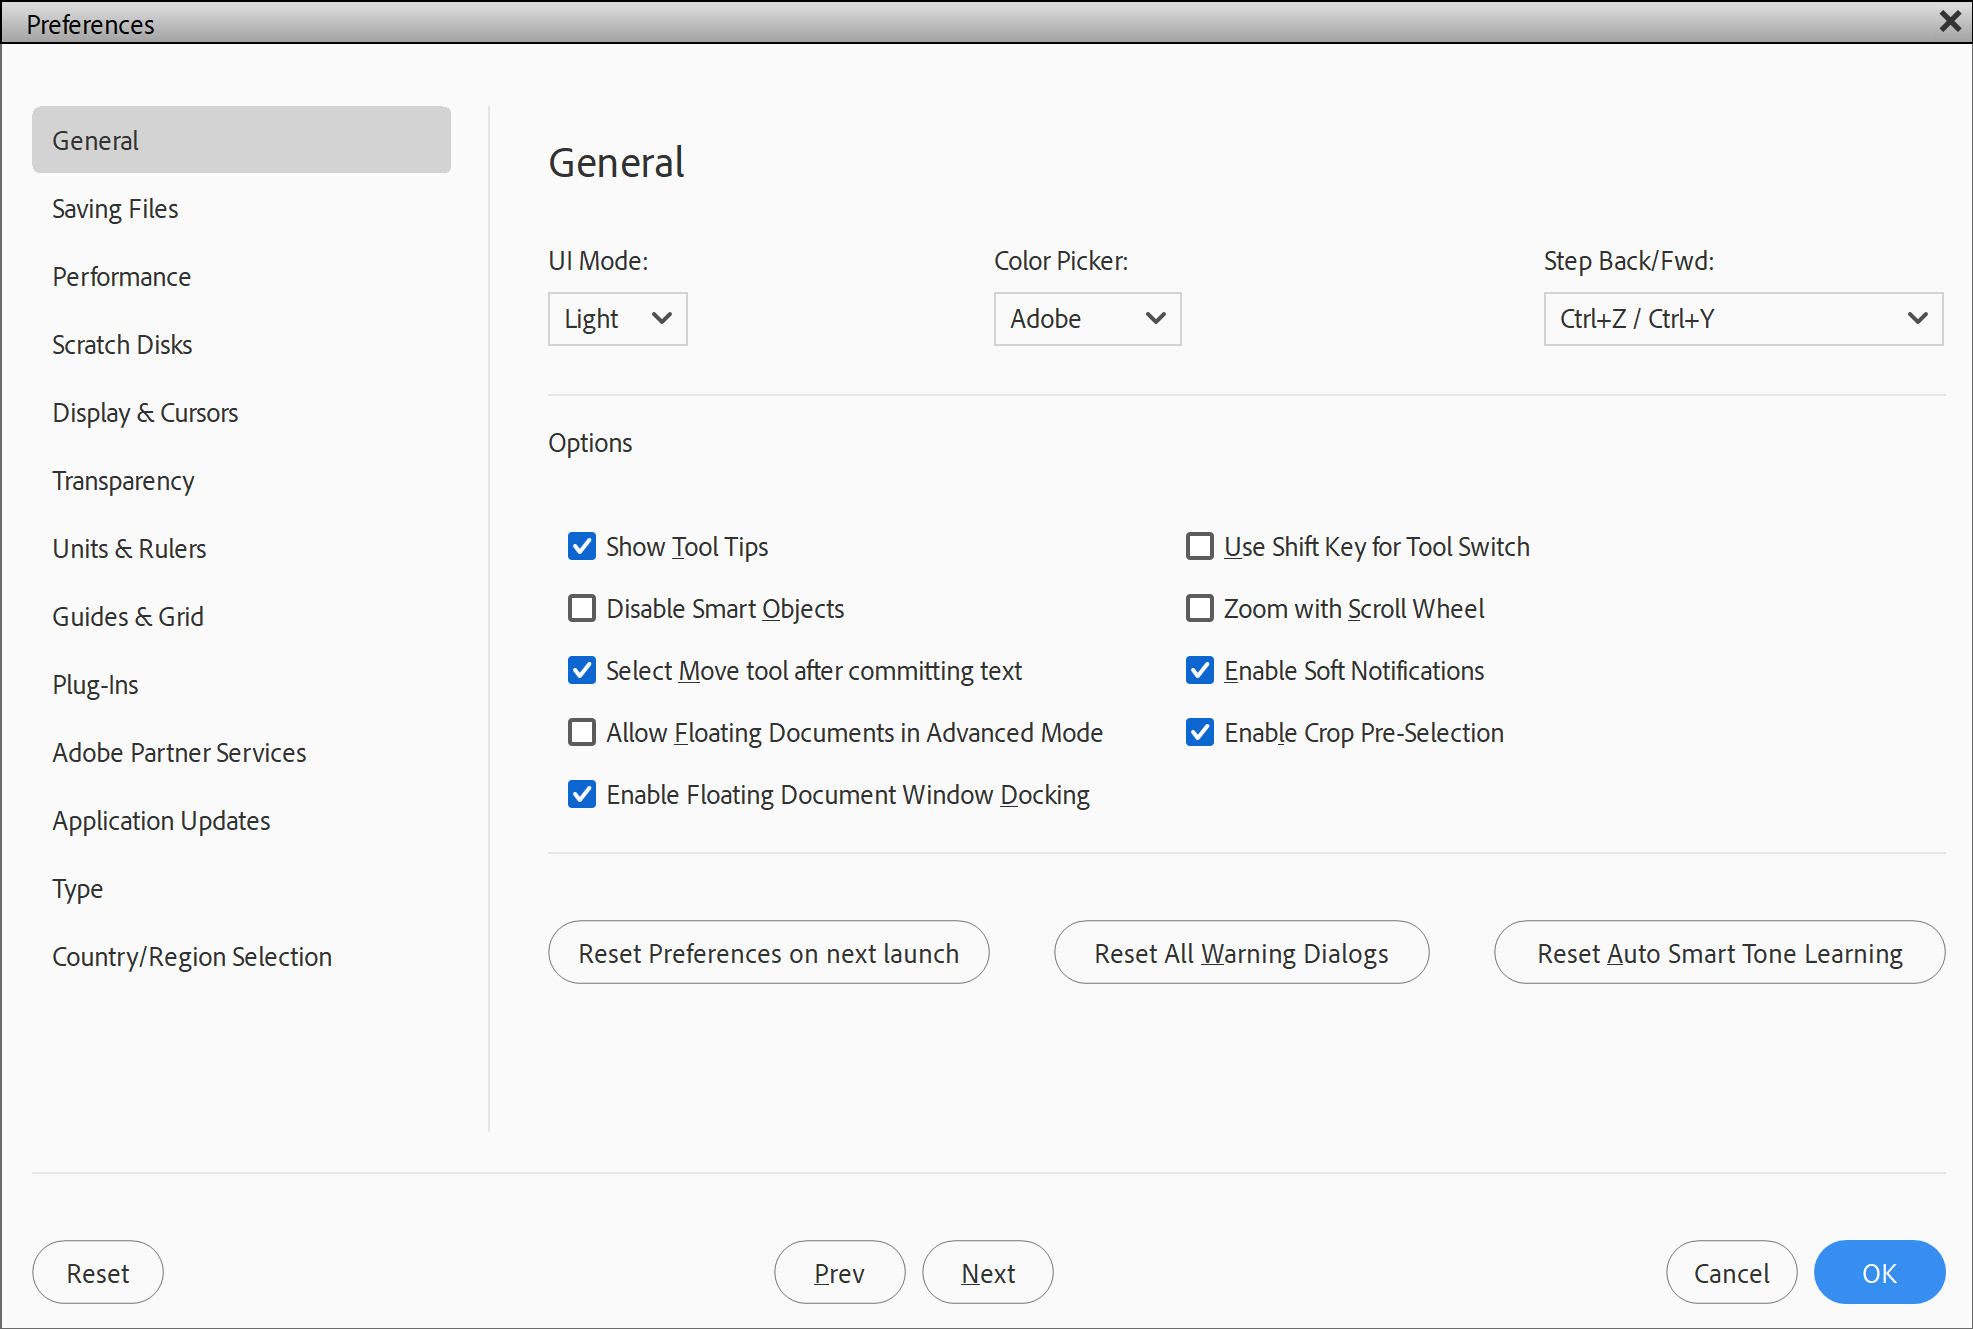 Preferences
General
Saving Files
Performance
Scratch Disks
Display & Cursors
Transparency
Units & Rulers
Guides & Grid
Plug-Ins
Adobe Partner Services
Application Updates
Type
Country/Region Selection
General
UI Mode: Color Picker: Step Back/Fwd:
Light Adobe Ctrl+Z / Ctrl+Y
Options
Show Tool Tips Use Shift Key for Tool Switch
Disable Smart Objects Zoom with Scroll Wheel
Select Move tool after committing text Enable Soft Notifications
Allow Floating Documents in Advanced Mode Enable Crop Pre-Selection
Enable Floating Document Window Docking
Reset Preferences on next launch Reset All Warning Dialogs Reset Auto Smart Tone Learning
Reset Prev Next Cancel OK